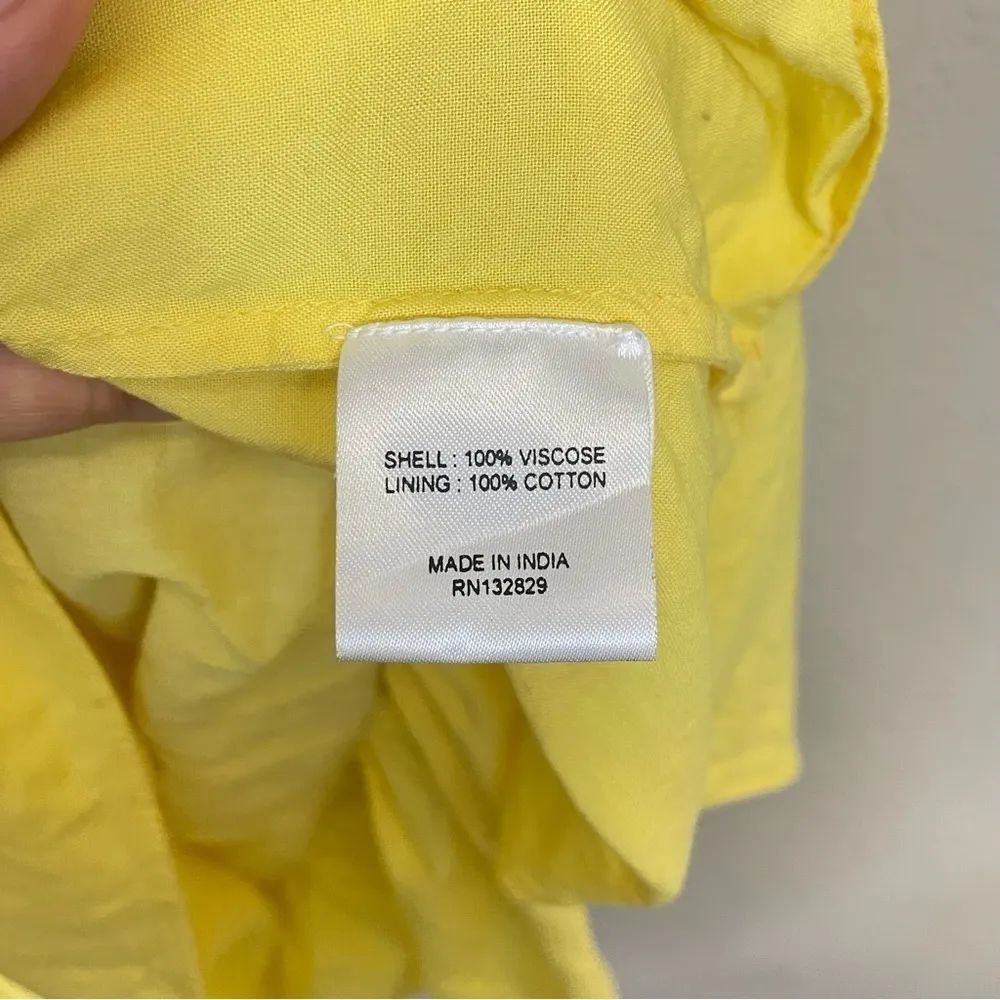 SHELL : 100% VISCOSE
LINING : 100% COTTON
MADE IN INDIA
RN132829